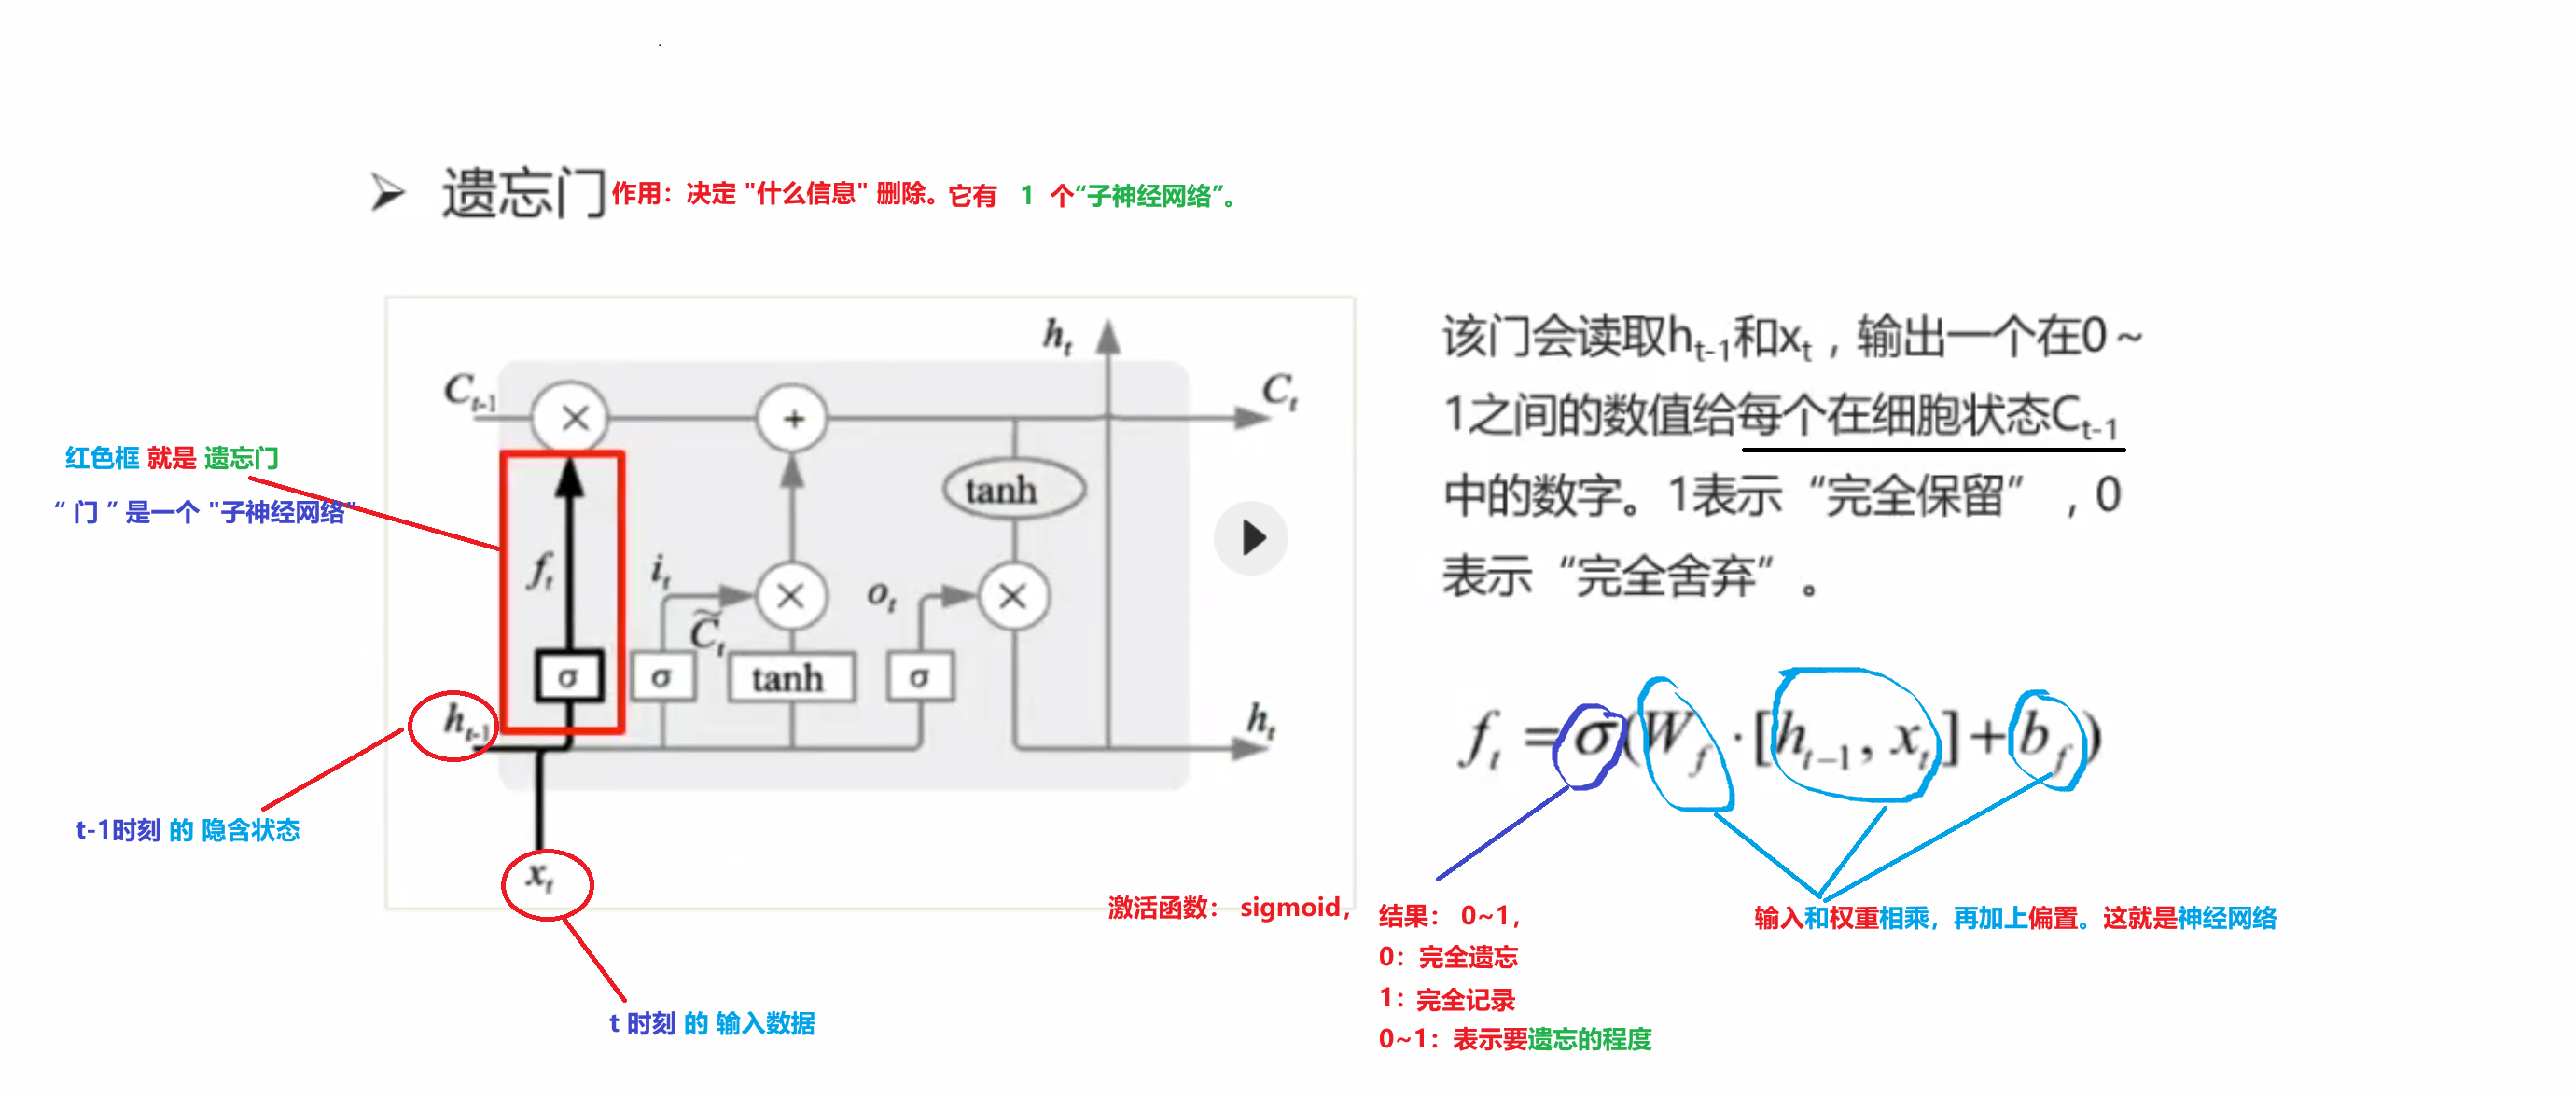 ➢ 遗忘门 作用：决定 "什么信息" 删除。它有 1 个“子神经网络”。
该门会读取h_{t-1}和x_t，输出一个在0～
1之间的数值给每个在细胞状态C_{t-1}
中的数字。1表示“完全保留”，0
表示“完全舍弃”。
h_t
C_{t-1}
C_t
×
+
红色框 就是 遗忘门
“ 门 ” 是一个 "子神经网络"
tanh
f_t
i_t
C̃_t
×
o_t
×
σ
σ
tanh
σ
h_{t-1}
h_t
f_t = σ(W_f · [h_{t-1}, x_t] + b_f)
t-1时刻 的 隐含状态
x_t
t 时刻 的 输入数据
激活函数： sigmoid，
结果： 0~1，
0：完全遗忘
1：完全记录
0~1：表示要遗忘的程度
输入和权重相乘，再加上偏置。这就是神经网络